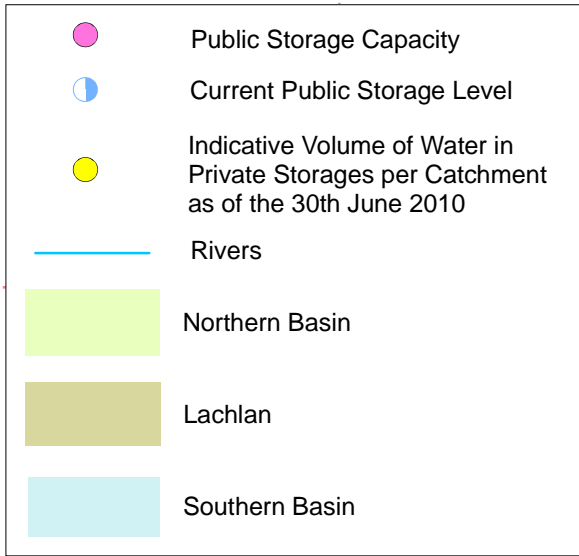 Public Storage Capacity
Current Public Storage Level
Indicative Volume of Water in
Private Storages per Catchment
as of the 30th June 2010
Rivers
Northern Basin
Lachlan
Southern Basin